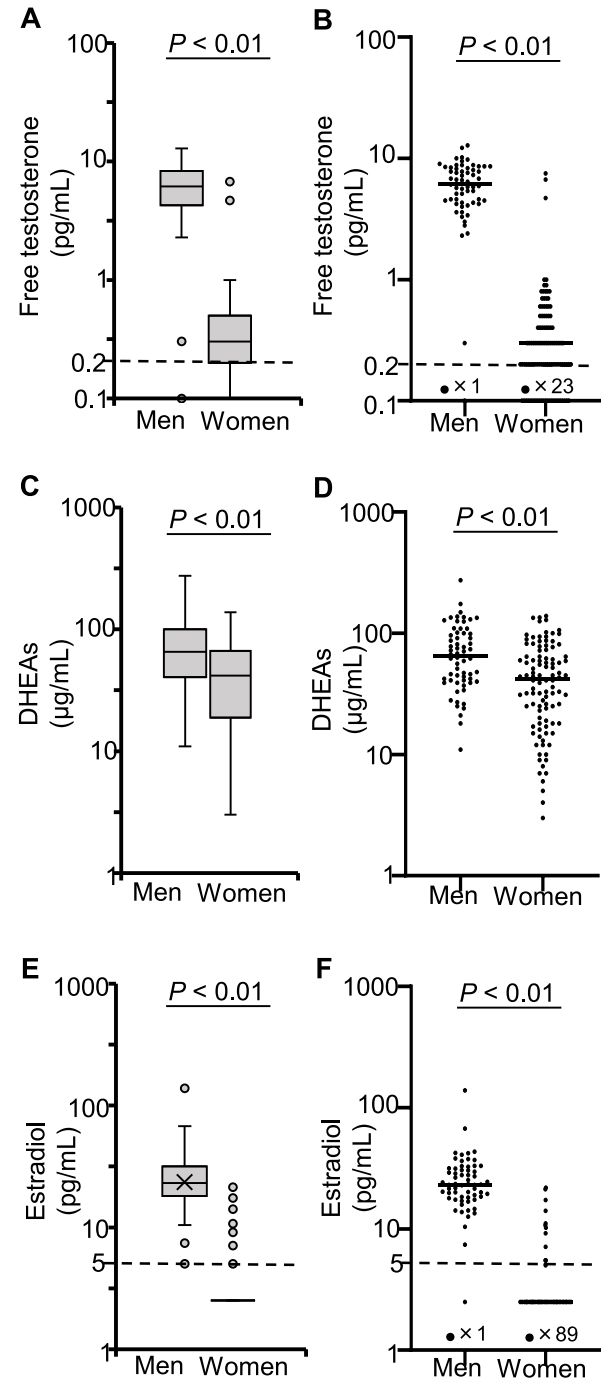 A
P < 0.01
Free testosterone
(pg/mL)
100
10
1
0.2
0.1
Men
Women
B
P < 0.01
Free testosterone
(pg/mL)
100
10
1
0.2
0.1
● × 1
● × 23
Men
Women
C
P < 0.01
DHEAs
(μg/mL)
1000
100
10
1
Men
Women
D
P < 0.01
DHEAs
(μg/mL)
1000
100
10
1
Men
Women
E
P < 0.01
Estradiol
(pg/mL)
1000
100
10
5
1
Men
Women
F
P < 0.01
Estradiol
(pg/mL)
1000
100
10
5
1
● × 1
● × 89
Men
Women